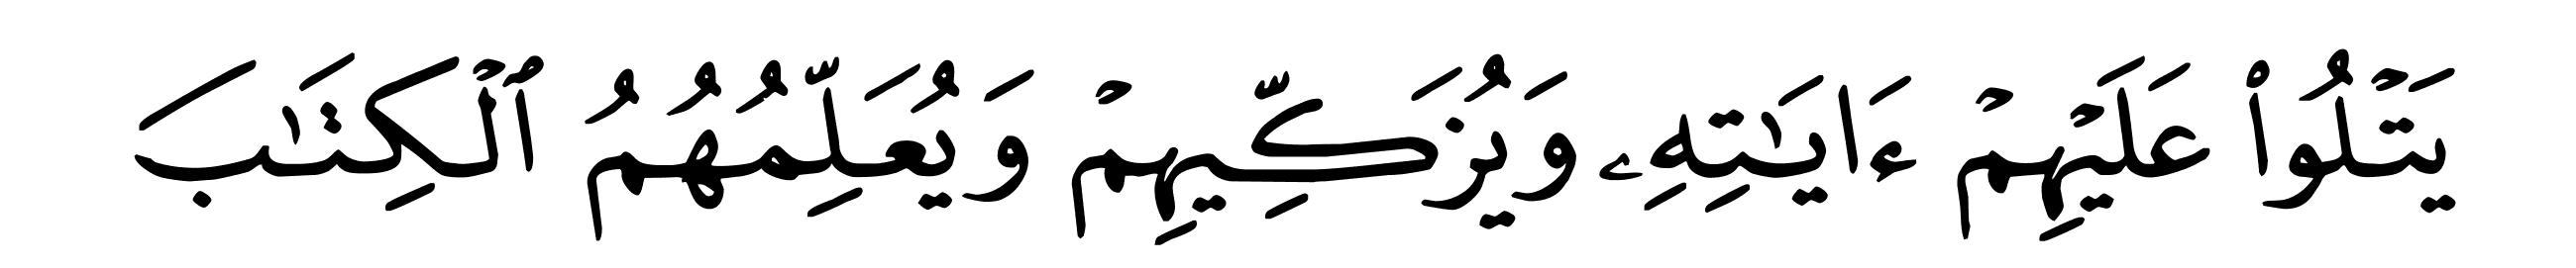 يَتۡلُواْ عَلَيۡهِمۡ ءَايَٰتِهِۦ وَيُزَكِّيهِمۡ وَيُعَلِّمُهُمُ ٱلۡكِتَٰبَ